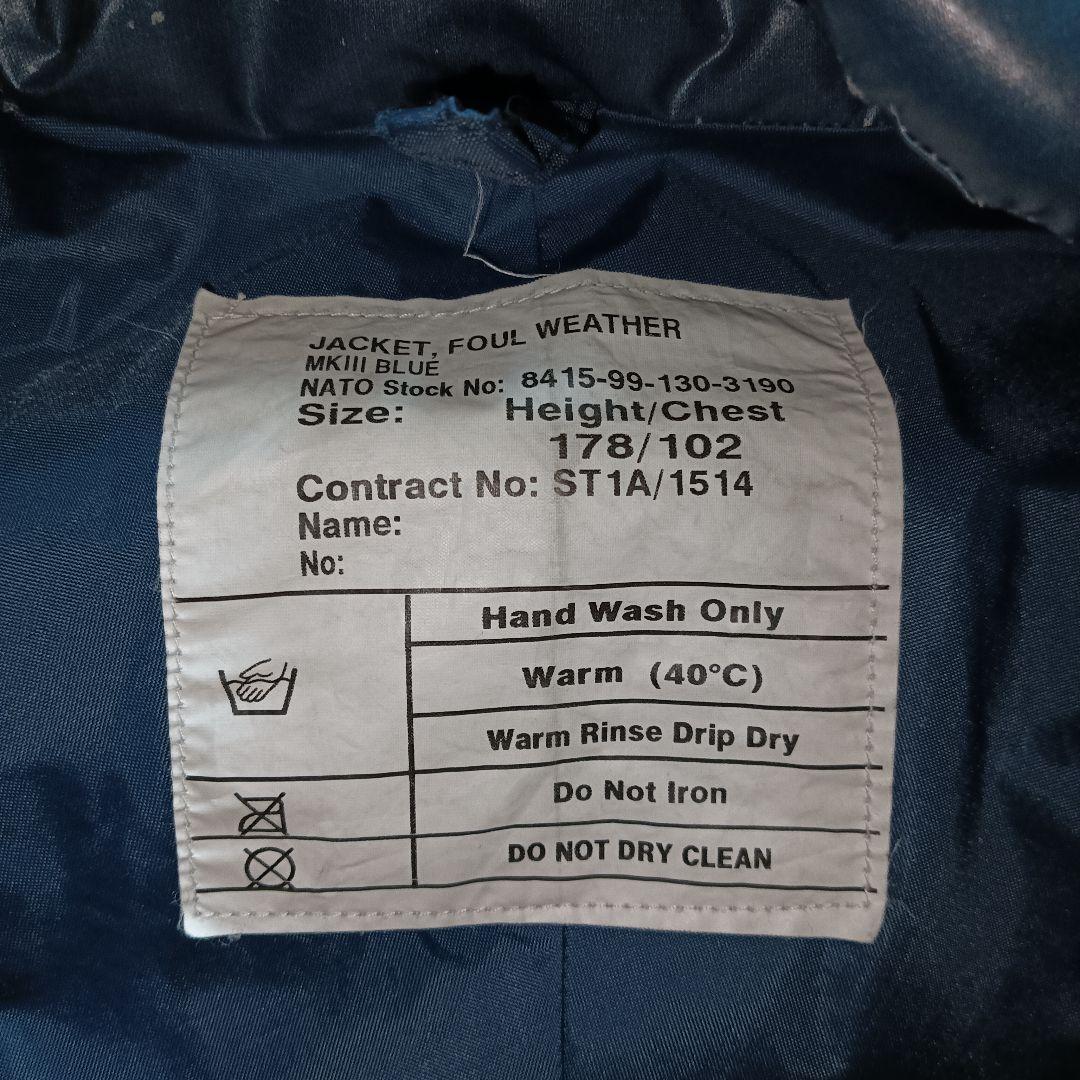 JACKET, FOUL WEATHER
MKIII BLUE
NATO Stock No: 8415-99-130-3190
Size: Height/Chest
178/102
Contract No: ST1A/1514
Name:
No:
Hand Wash Only
Warm (40°C)
Warm Rinse Drip Dry
Do Not Iron
DO NOT DRY CLEAN